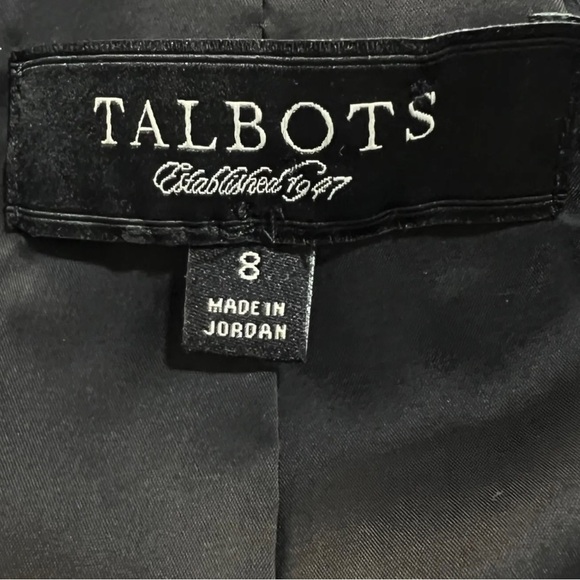 TALBOTS
Established 1947
8
MADE IN
JORDAN